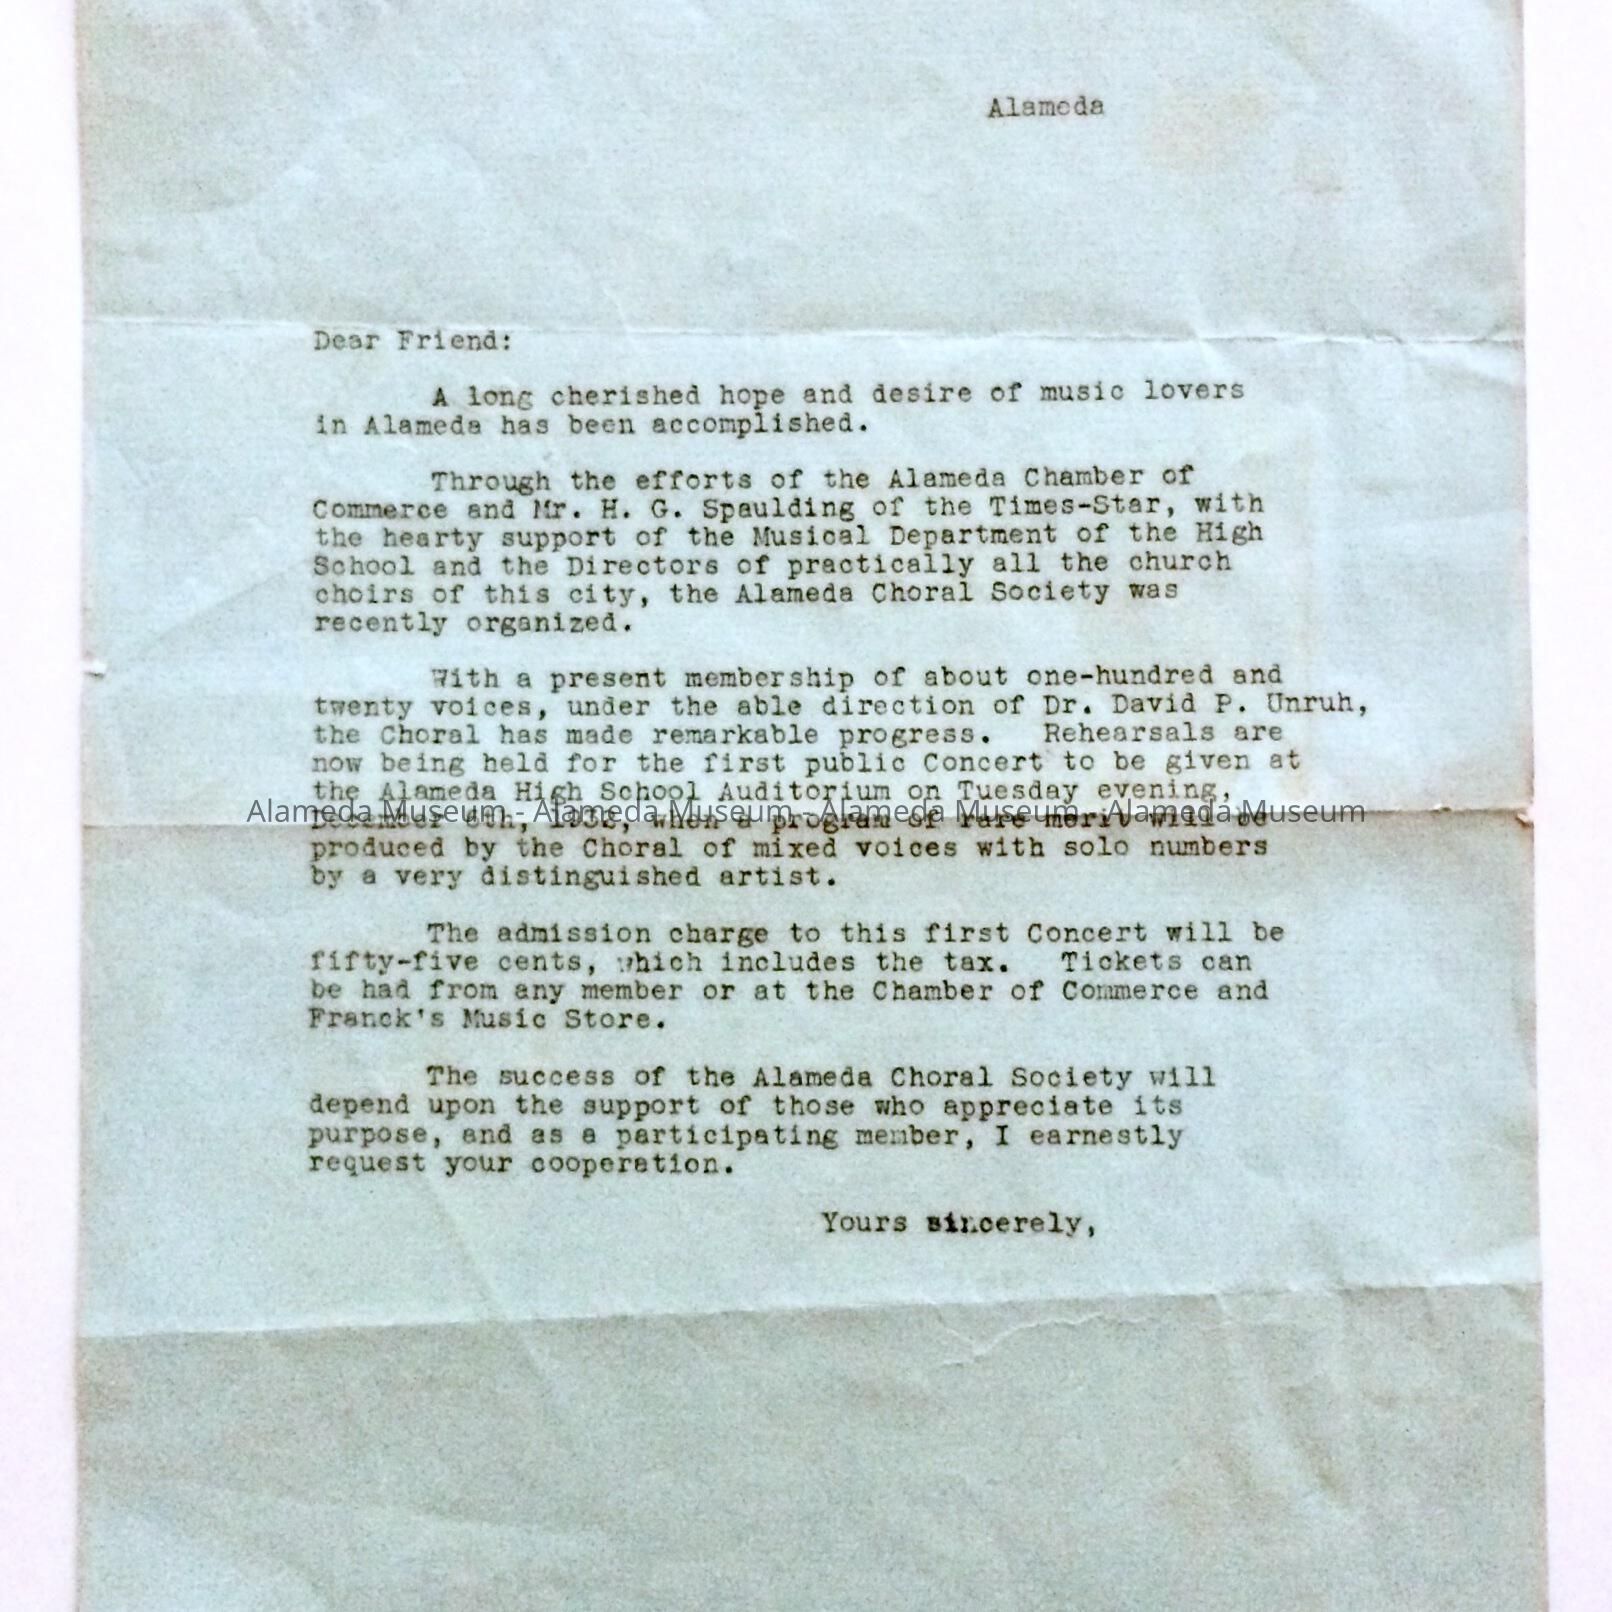 Alameda
Dear Friend:
A long cherished hope and desire of music lovers
in Alameda has been accomplished.
Through the efforts of the Alameda Chamber of
Commerce and Mr. H. G. Spaulding of the Times-Star, with
the hearty support of the Musical Department of the High
School and the Directors of practically all the church
choirs of this city, the Alameda Choral Society was
recently organized.
With a present membership of about one-hundred and
twenty voices, under the able direction of Dr. David P. Unruh,
the Choral has made remarkable progress. Rehearsals are
now being held for the first public Concert to be given at
the Alameda High School Auditorium on Tuesday evening,
Alameda Museum - Alameda Museum - Alameda Museum - Alameda Museum
December 6th, 1932, when a program of rare merit will be
produced by the Choral of mixed voices with solo numbers
by a very distinguished artist.
The admission charge to this first Concert will be
fifty-five cents, which includes the tax. Tickets can
be had from any member or at the Chamber of Commerce and
Franck's Music Store.
The success of the Alameda Choral Society will
depend upon the support of those who appreciate its
purpose, and as a participating member, I earnestly
request your cooperation.
Yours sincerely,